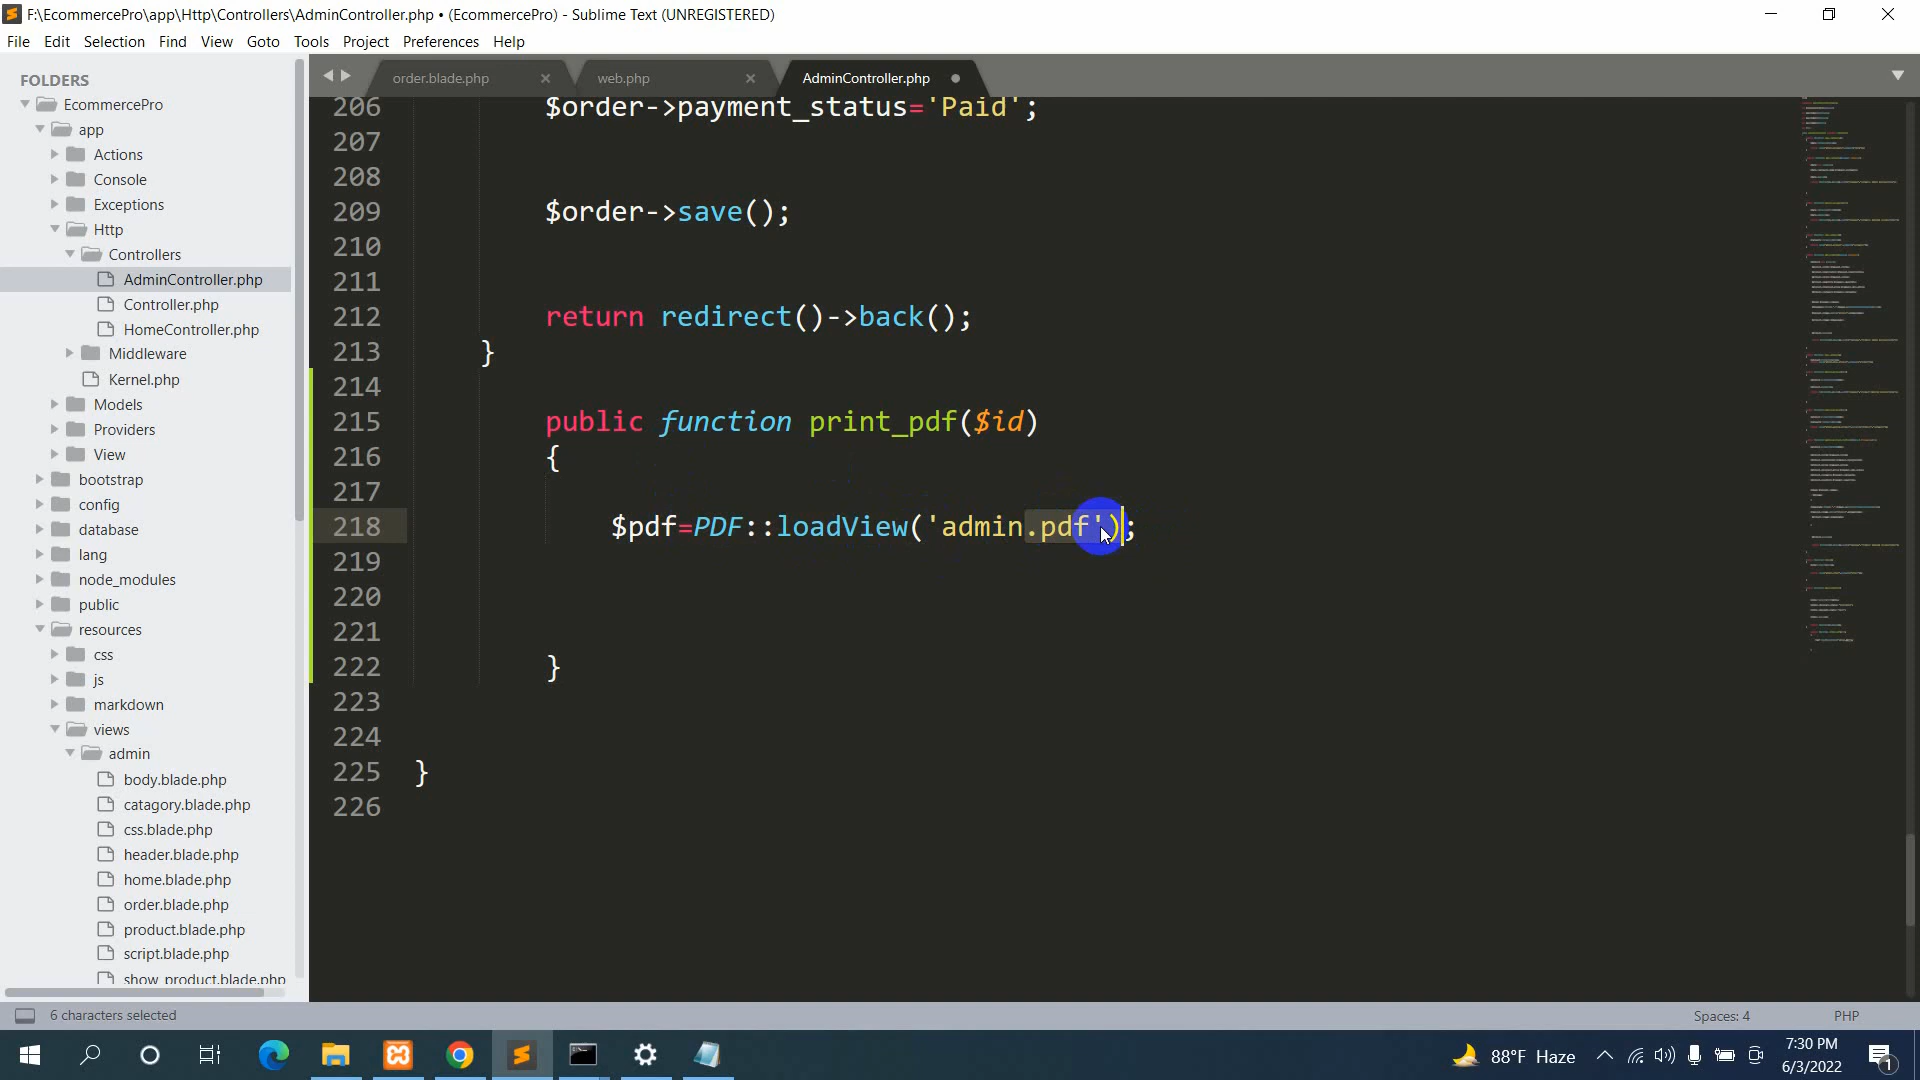 F:\EcommercePro\app\Http\Controllers\AdminController.php • (EcommercePro) - Sublime Text (UNREGISTERED)
File Edit Selection Find View Goto Tools Project Preferences Help
FOLDERS
EcommercePro
app
Actions
Console
Exceptions
Http
Controllers
AdminController.php
Controller.php
HomeController.php
Middleware
Kernel.php
Models
Providers
View
bootstrap
config
database
lang
node_modules
public
resources
css
js
markdown
views
admin
body.blade.php
catagory.blade.php
css.blade.php
header.blade.php
home.blade.php
order.blade.php
product.blade.php
script.blade.php
show_product.blade.php
order.blade.php web.php AdminController.php
206 $order->payment_status='Paid';
207
208
209 $order->save();
210
211
212 return redirect()->back();
213 }
214
215 public function print_pdf($id)
216 {
217
218 $pdf=PDF::loadView('admin.pdf');
219
220
221
222 }
223
224
225 }
226
6 characters selected Spaces: 4 PHP
88°F Haze 7:30 PM
6/3/2022
1